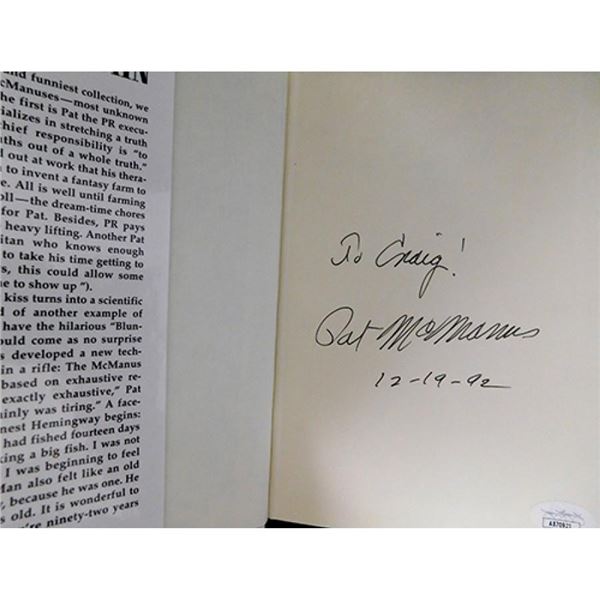 nd funniest collection, we
McManuses—most unknown
he first is Pat the PR execu-
ializes in stretching a truth
chief responsibility is "to
ths out of a whole truth."
l out at work that his thera-
to invent a fantasy farm to
e. All is well until farming
oll—the dream-time chores
for Pat. Besides, PR pays
heavy lifting. Another Pat
itan who knows enough
to take his time getting to
s, this could allow some
e to show up ").
kiss turns into a scientific
d of another example of
have the hilarious "Blun-
ould come as no surprise
s developed a new tech-
in a rifle: The McManus
based on exhaustive re-
exactly exhaustive," Pat
inly was tiring." A face-
nest Hemingway begins:
had fished fourteen days
king a big fish. I was not
I was beginning to feel
Man also felt like an old
, because he was one. He
s old. It is wonderful to
're ninety-two years
To Craig!
Pat McManus
12-19-92
AB70921